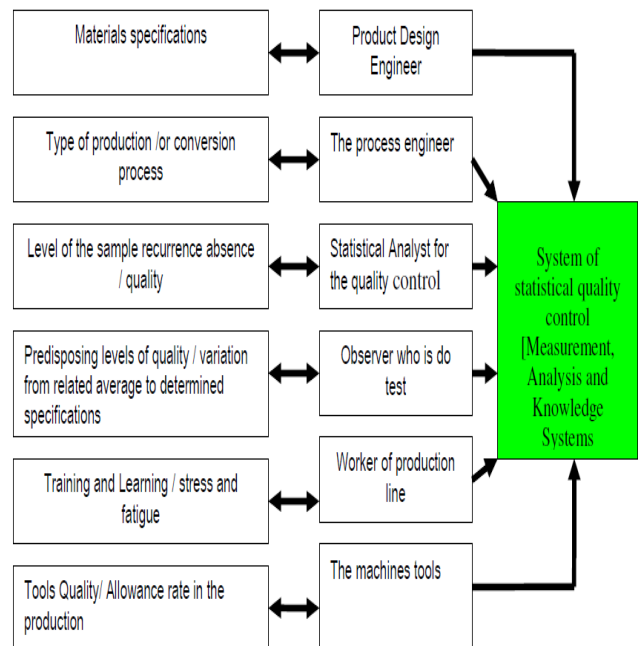 Materials specifications
Product Design
Engineer
Type of production /or conversion
process
The process engineer
Level of the sample recurrence absence
/ quality
Statistical Analyst for
the quality control
Predisposing levels of quality / variation
from related average to determined
specifications
Observer who is do
test
Training and Learning / stress and
fatigue
Worker of production
line
Tools Quality/ Allowance rate in the
production
The machines tools
System of
statistical quality
control
[Measurement,
Analysis and
Knowledge
Systems